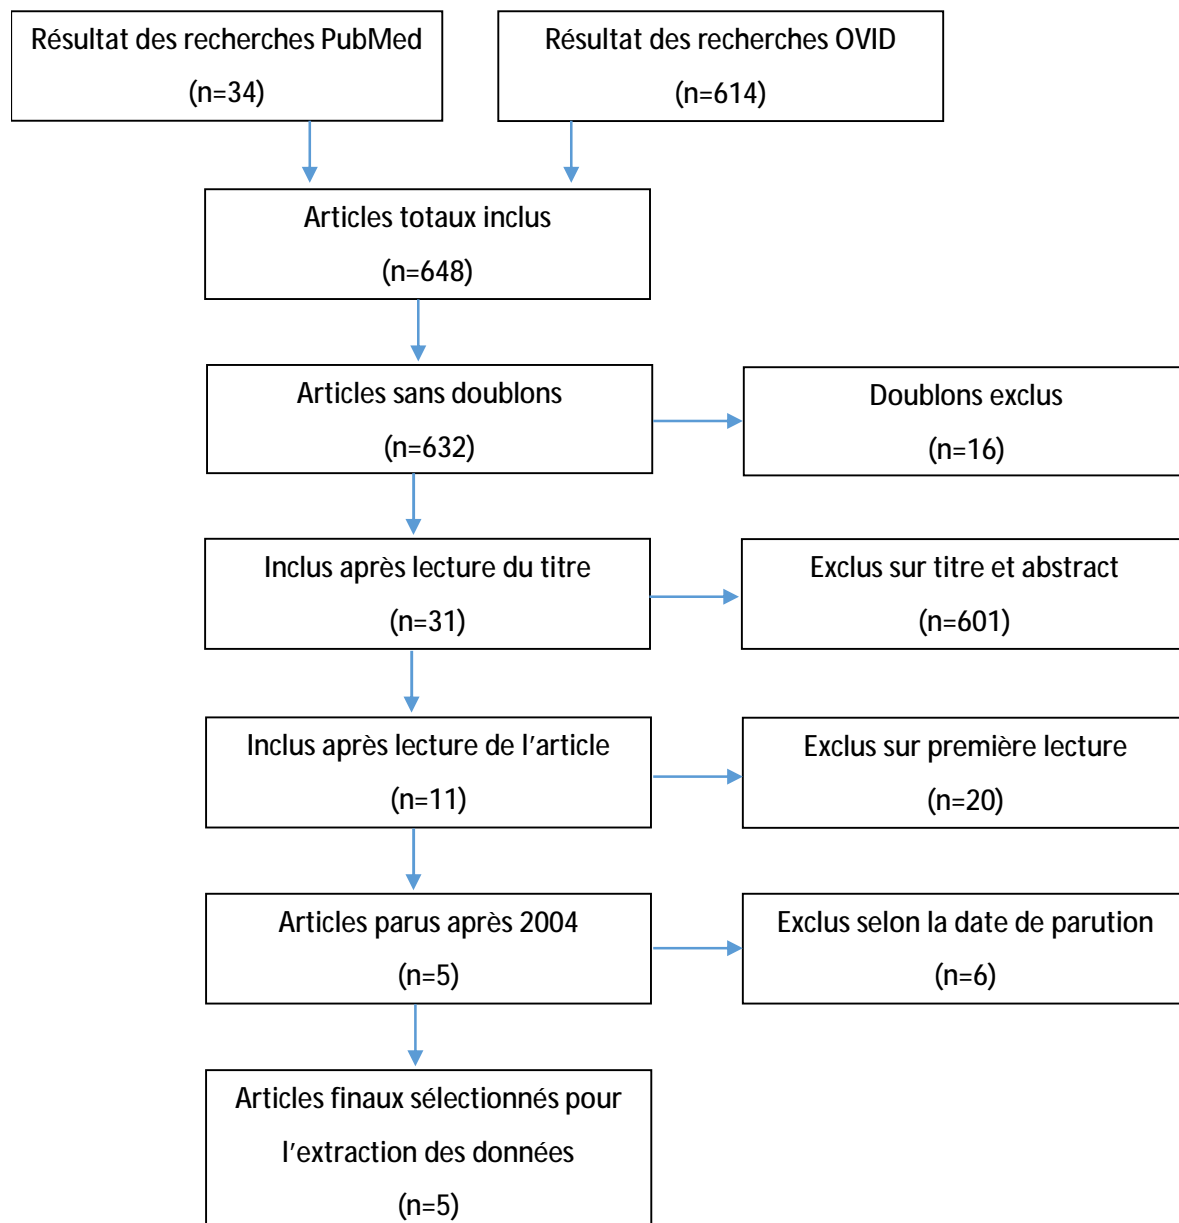 Résultat des recherches PubMed
(n=34)
Résultat des recherches OVID
(n=614)
Articles totaux inclus
(n=648)
Articles sans doublons
(n=632)
Doublons exclus
(n=16)
Inclus après lecture du titre
(n=31)
Exclus sur titre et abstract
(n=601)
Inclus après lecture de l'article
(n=11)
Exclus sur première lecture
(n=20)
Articles parus après 2004
(n=5)
Exclus selon la date de parution
(n=6)
Articles finaux sélectionnés pour
l'extraction des données
(n=5)